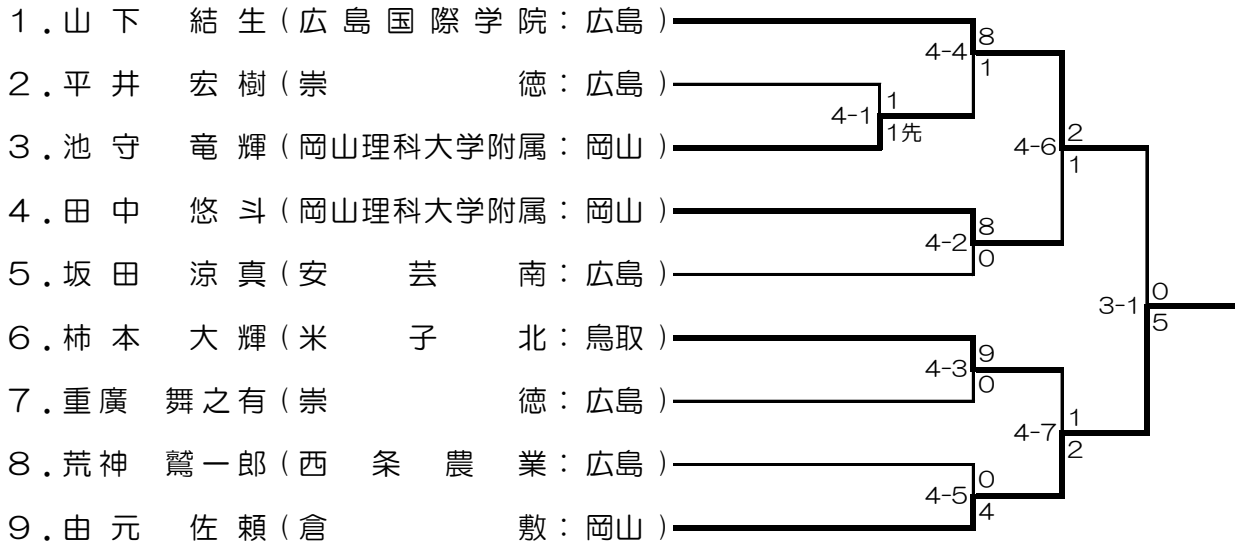 1.山下 結生(広島国際学院:広島)
2.平井 宏樹(崇徳:広島)
3.池守 竜輝(岡山理科大学附属:岡山)
4.田中 悠斗(岡山理科大学附属:岡山)
5.坂田 涼真(安芸南:広島)
6.柿本 大輝(米子北:鳥取)
7.重廣 舞之有(崇徳:広島)
8.荒神 鷲一郎(西条農業:広島)
9.由元 佐頼(倉敷:岡山)
4-1
1
1先
4-4
8
1
4-2
8
0
4-3
9
0
4-5
0
4
4-6
2
1
4-7
1
2
3-1
0
5